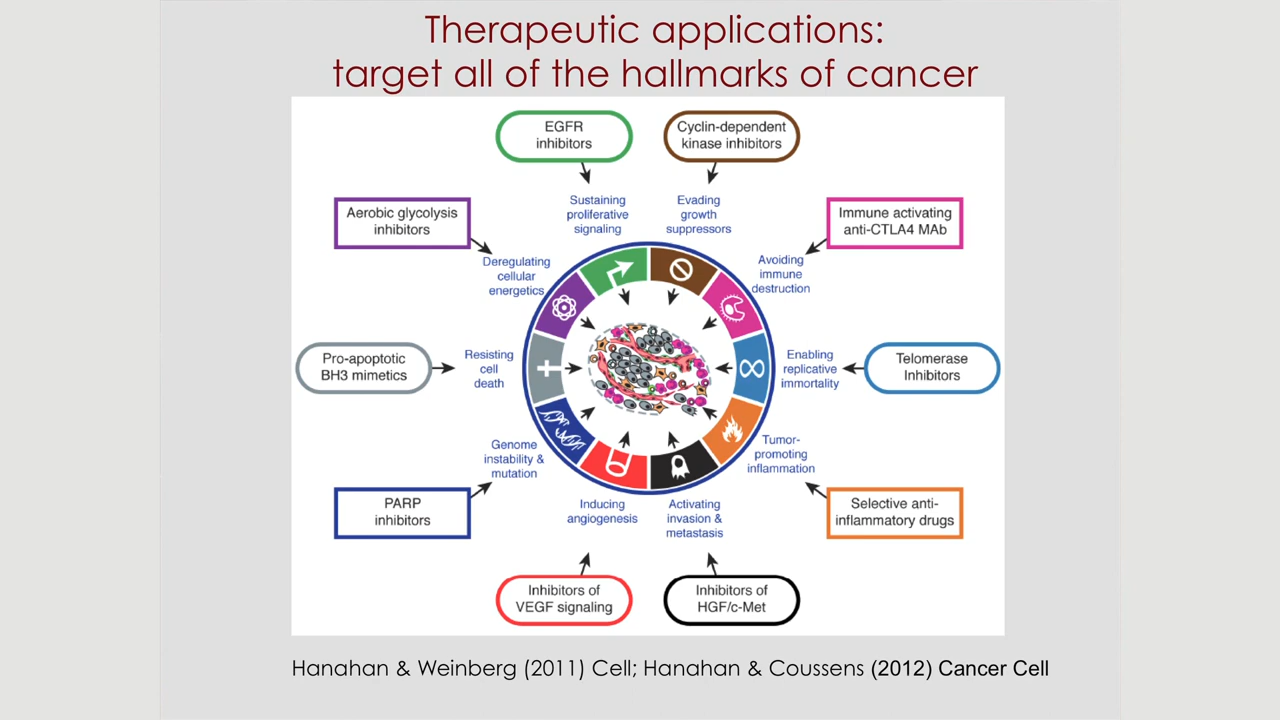 Therapeutic applications:
target all of the hallmarks of cancer
EGFR
inhibitors
Cyclin-dependent
kinase inhibitors
Sustaining
proliferative
signaling
Evading
growth
suppressors
Aerobic glycolysis
inhibitors
Immune activating
anti-CTLA4 MAb
Deregulating
cellular
energetics
Avoiding
immune
destruction
Pro-apoptotic
BH3 mimetics
Resisting
cell
death
Enabling
replicative
immortality
Telomerase
Inhibitors
Genome
instability &
mutation
Tumor-
promoting
inflammation
PARP
inhibitors
Inducing
angiogenesis
Activating
invasion &
metastasis
Selective anti-
inflammatory drugs
Inhibitors of
VEGF signaling
Inhibitors of
HGF/c-Met
Hanahan & Weinberg (2011) Cell; Hanahan & Coussens (2012) Cancer Cell